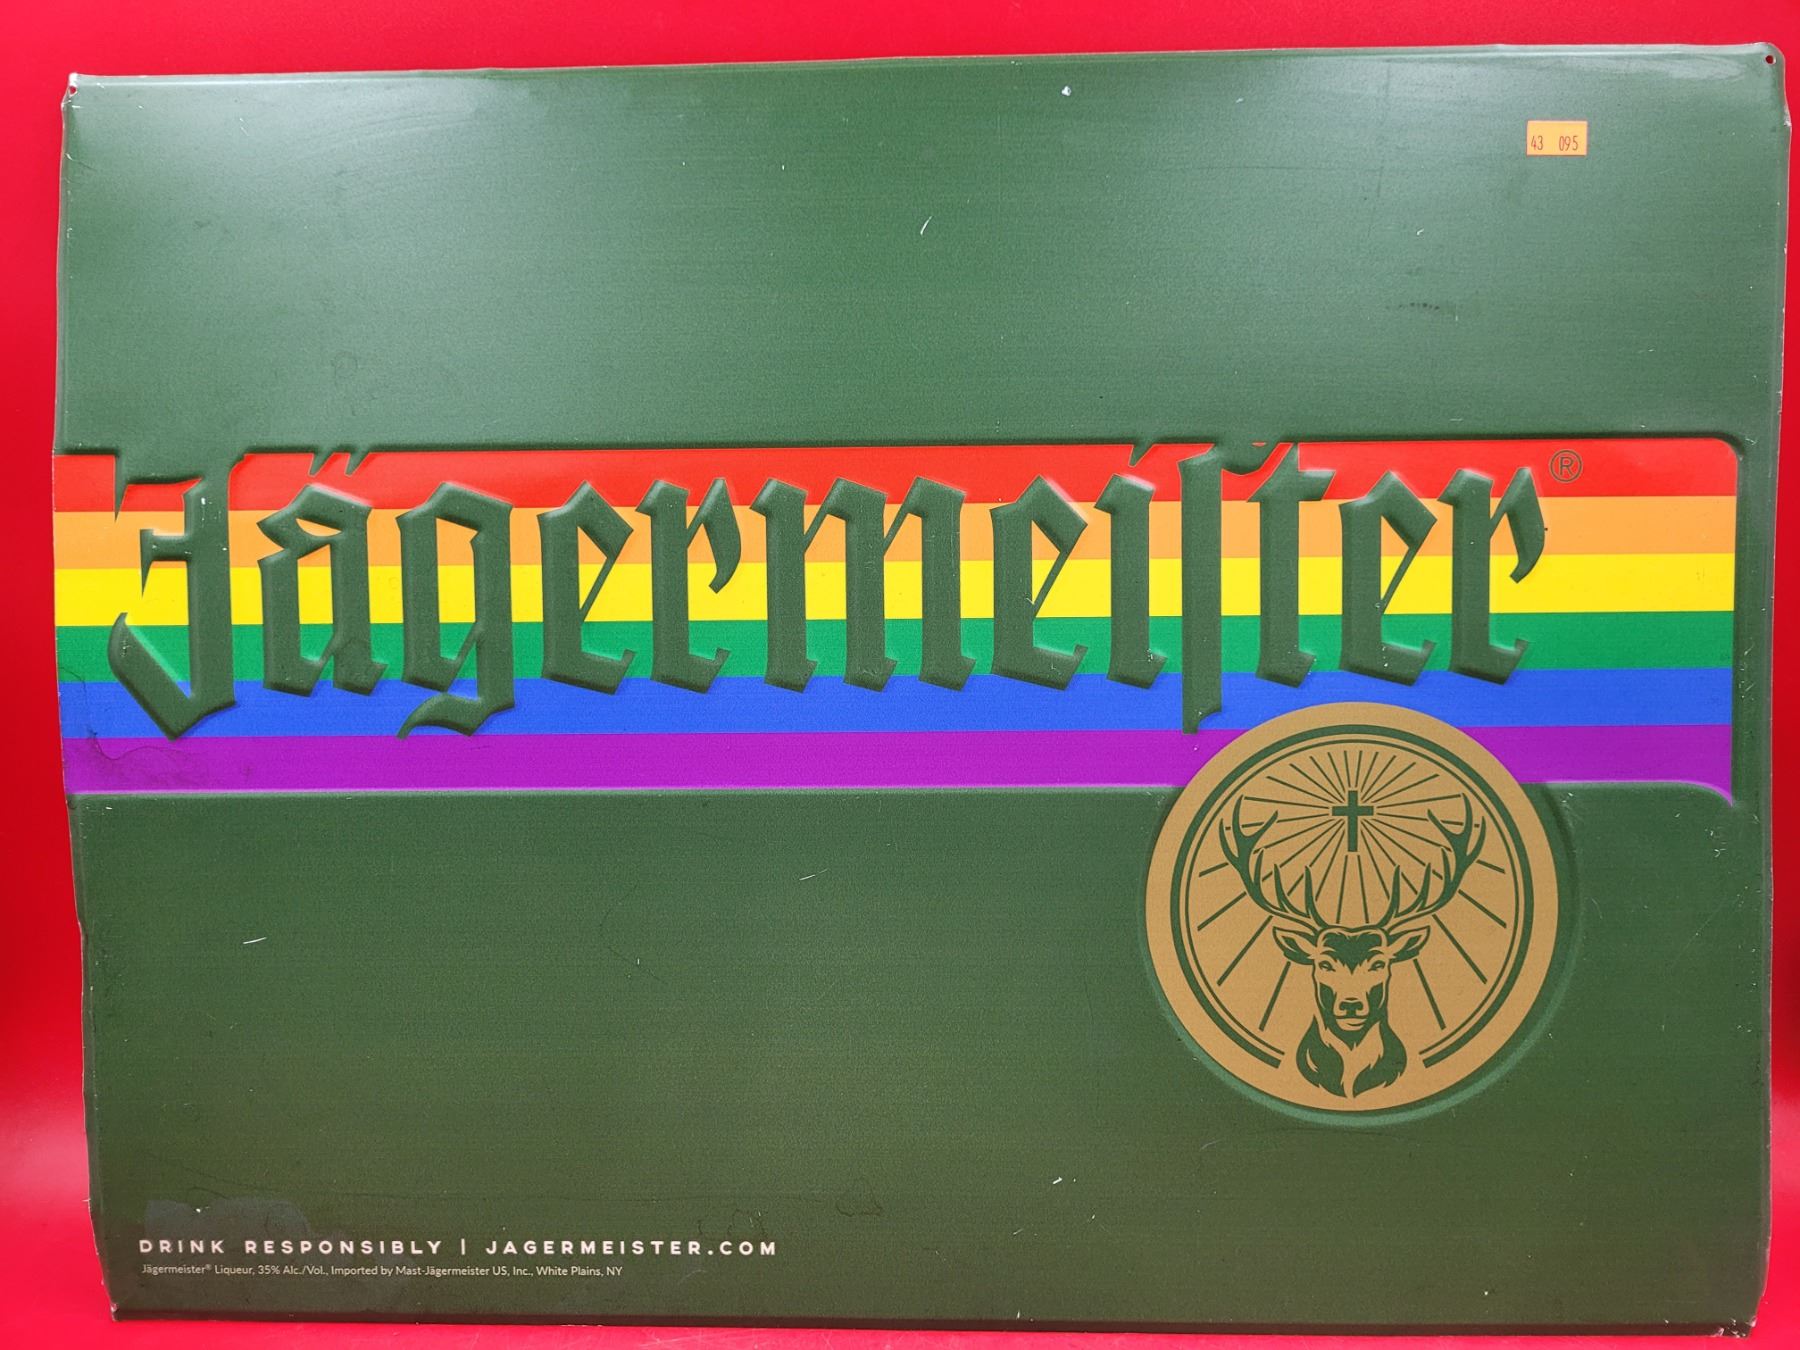 43 095
Jägermeiſter®
DRINK RESPONSIBLY | JAGERMEISTER.COM
Jägermeister® Liqueur, 35% Alc./Vol., Imported by Mast-Jägermeister US, Inc., White Plains, NY